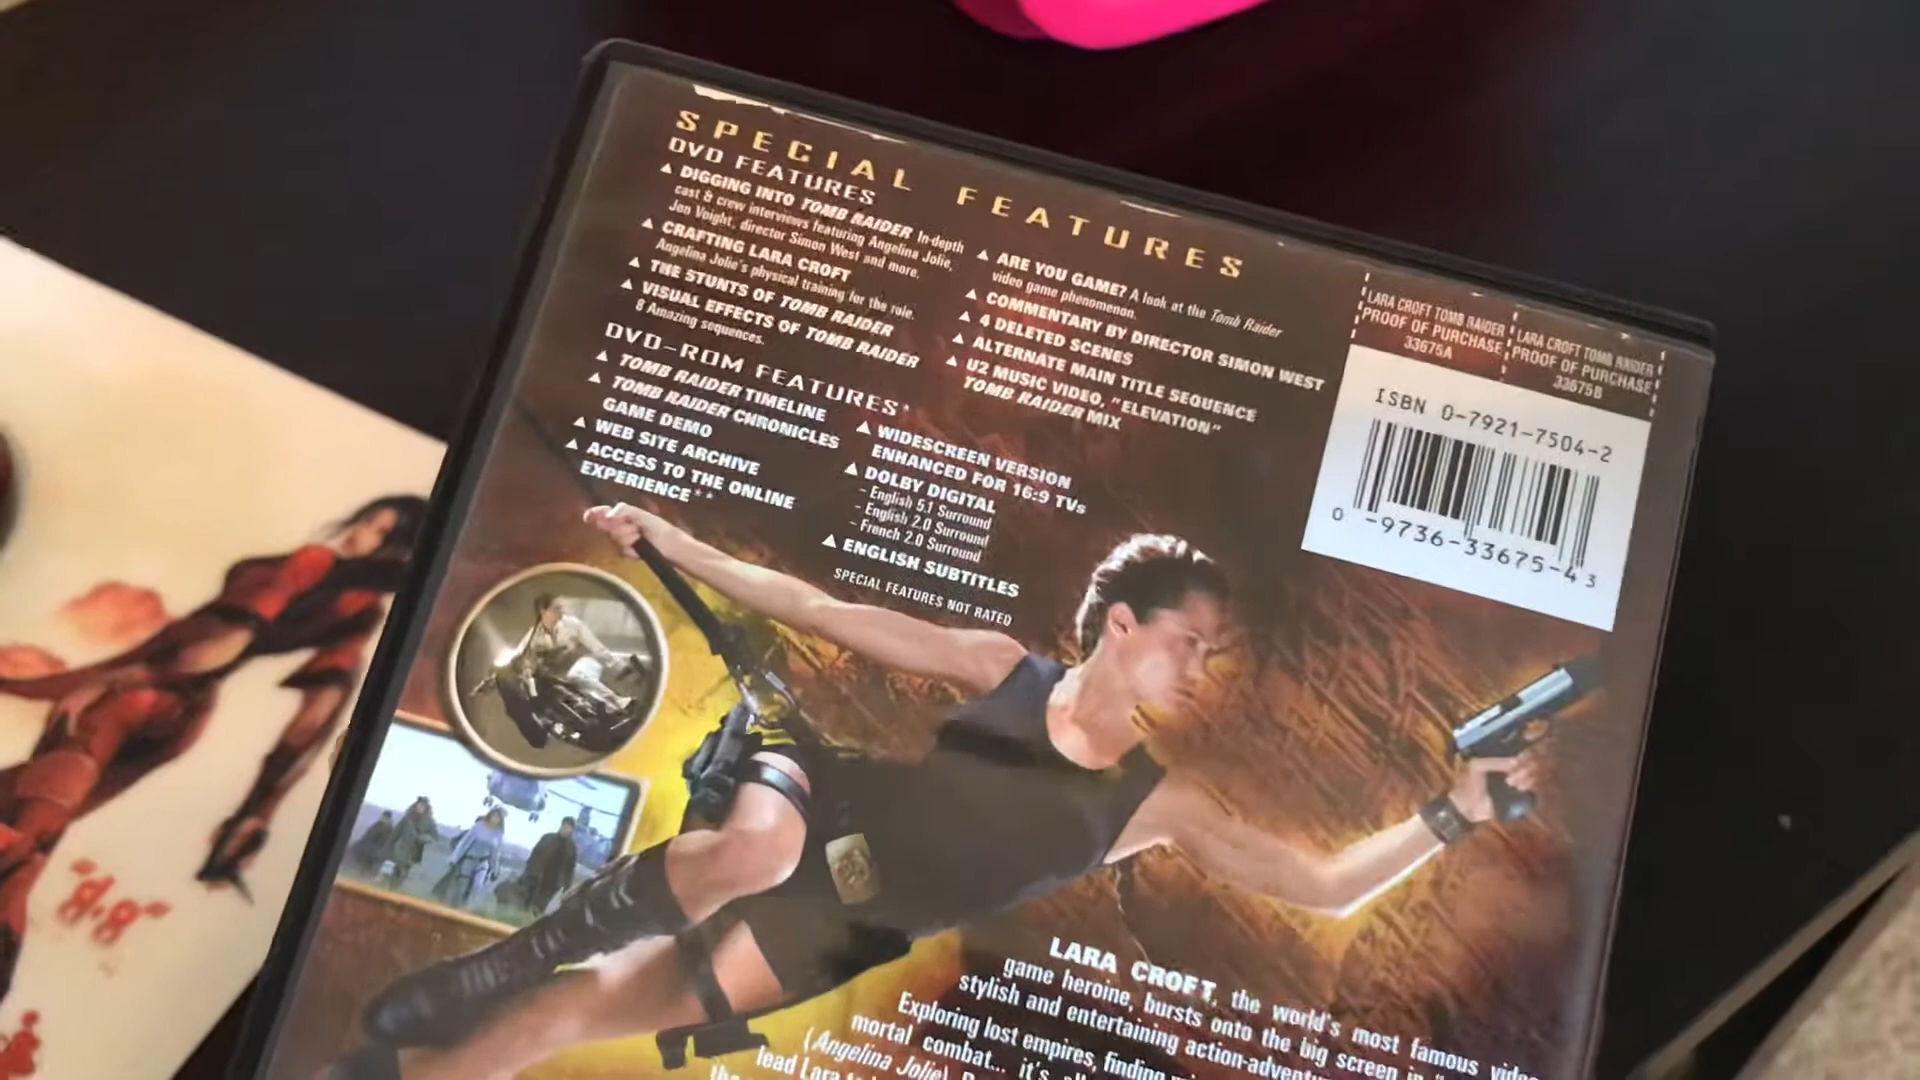 SPECIAL FEATURES
DVD FEATURES
▲ DIGGING INTO TOMB RAIDER In-depth
cast & crew interviews featuring Angelina Jolie,
Jon Voight, director Simon West and more.
▲ CRAFTING LARA CROFT
Angelina Jolie's physical training for the role.
▲ THE STUNTS OF TOMB RAIDER
▲ VISUAL EFFECTS OF TOMB RAIDER
8 Amazing sequences.
▲ ARE YOU GAME? A look at the Tomb Raider
video game phenomenon.
▲ COMMENTARY BY DIRECTOR SIMON WEST
▲ 4 DELETED SCENES
▲ ALTERNATE MAIN TITLE SEQUENCE
▲ U2 MUSIC VIDEO, "ELEVATION"
TOMB RAIDER MIX
DVD-ROM FEATURES*
▲ TOMB RAIDER TIMELINE
▲ TOMB RAIDER CHRONICLES
GAME DEMO
▲ WEB SITE ARCHIVE
▲ ACCESS TO THE ONLINE
EXPERIENCE**
▲ WIDESCREEN VERSION
ENHANCED FOR 16:9 TVs
▲ DOLBY DIGITAL
- English 5.1 Surround
- English 2.0 Surround
- French 2.0 Surround
▲ ENGLISH SUBTITLES
SPECIAL FEATURES NOT RATED
LARA CROFT TOMB RAIDER
PROOF OF PURCHASE
33675A
LARA CROFT TOMB RAIDER
PROOF OF PURCHASE
33675B
ISBN 0-7921-7504-2
0 -9736-33675-4 3
LARA CROFT, the world's most famous video
game heroine, bursts onto the big screen in
stylish and entertaining action-adventu
Exploring lost empires, finding
mortal combat... it's all
(Angelina Jolie)
lead Lara
the